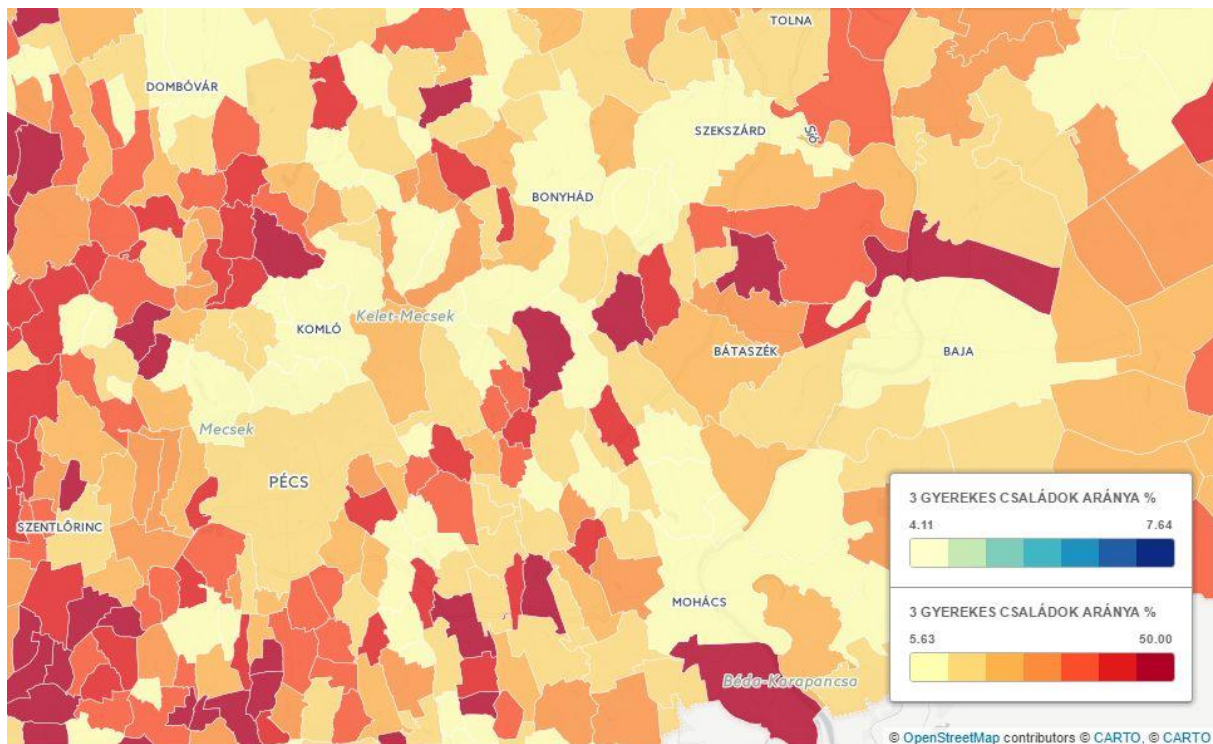 TOLNA
DOMBÓVÁR
SZEKSZÁRD
Sió
BONYHÁD
Kelet-Mecsek
KOMLÓ
BÁTASZÉK
BAJA
Mecsek
PÉCS
SZENTLŐRINC
MOHÁCS
Béda-Karapancsa
3 GYEREKES CSALÁDOK ARÁNYA %
4.11 7.64
3 GYEREKES CSALÁDOK ARÁNYA %
5.63 50.00
© OpenStreetMap contributors © CARTO, © CARTO